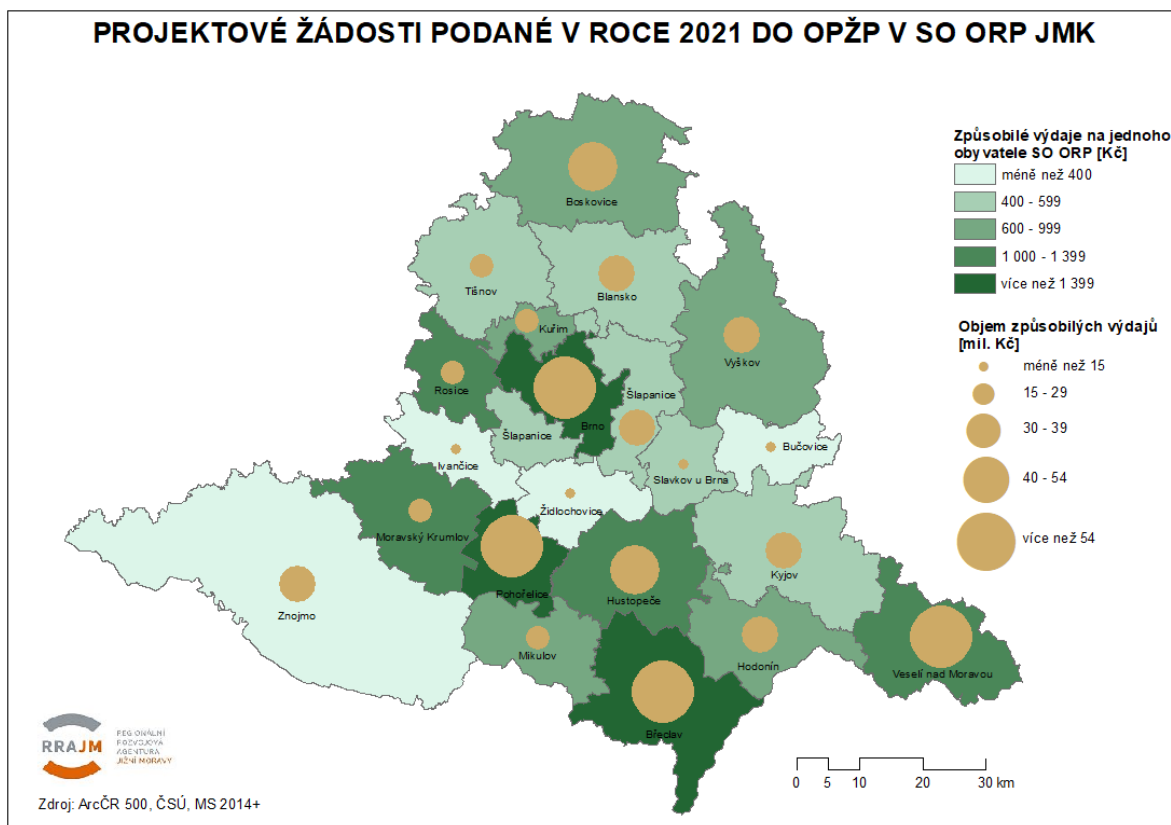 PROJEKTOVÉ ŽÁDOSTI PODANÉ V ROCE 2021 DO OPŽP V SO ORP JMK
Způsobilé výdaje na jednoho
obyvatele SO ORP [Kč]
méně než 400
400 - 599
600 - 999
1 000 - 1 399
více než 1 399
Objem způsobilých výdajů
[mil. Kč]
méně než 15
15 - 29
30 - 39
40 - 54
více než 54
Boskovice
Tišnov
Blansko
Kuřim
Vyškov
Rosice
Šlapanice
Brno
Šlapanice
Bučovice
Ivančice
Slavkov u Brna
Židlochovice
Moravský Krumlov
Kyjov
Pohořelice
Hustopeče
Znojmo
Mikulov
Hodonín
Veselí nad Moravou
Břeclav
RRAJM
REGIONÁLNÍ
ROZVOJOVÁ
AGENTURA
JIŽNÍ MORAVY
0 5 10 20 30 km
Zdroj: ArcČR 500, ČSÚ, MS 2014+